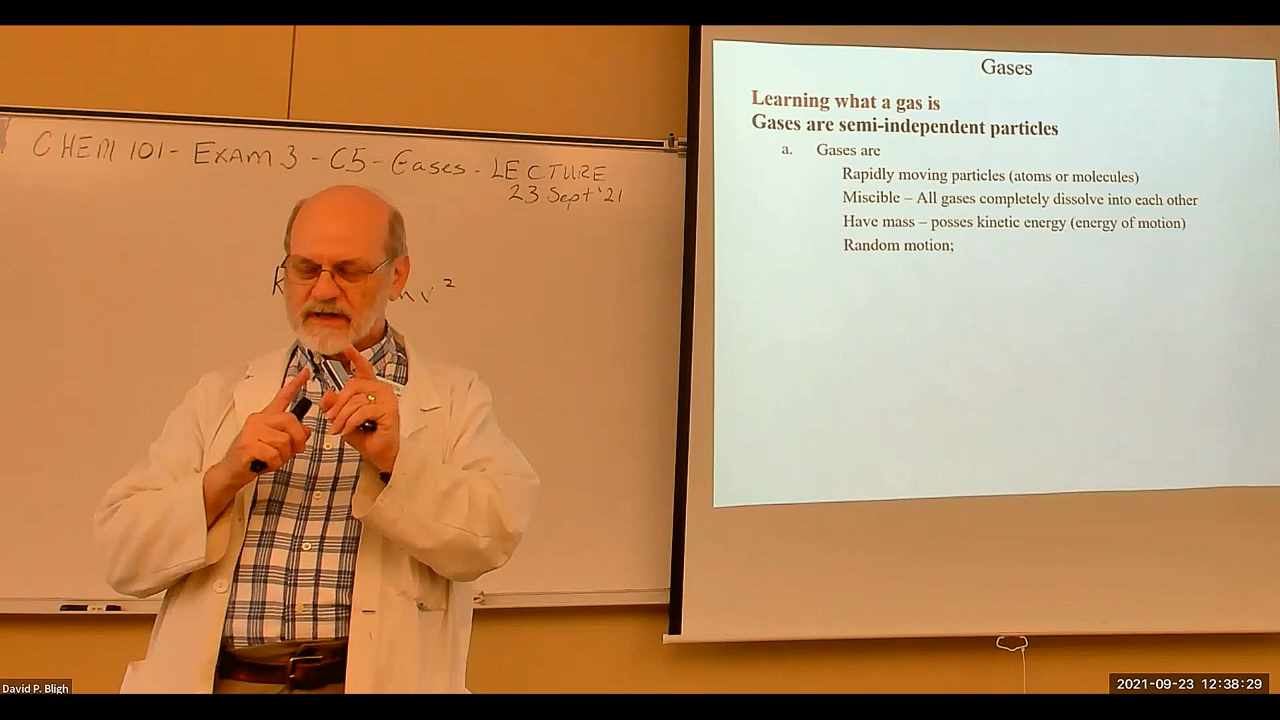 CHEM 101 - EXAM 3 - C5 - Gases - LECTURE
23 Sept '21
v²
Gases
Learning what a gas is
Gases are semi-independent particles
a. Gases are
Rapidly moving particles (atoms or molecules)
Miscible – All gases completely dissolve into each other
Have mass – posses kinetic energy (energy of motion)
Random motion;
David P. Bligh
2021-09-23 12:38:29